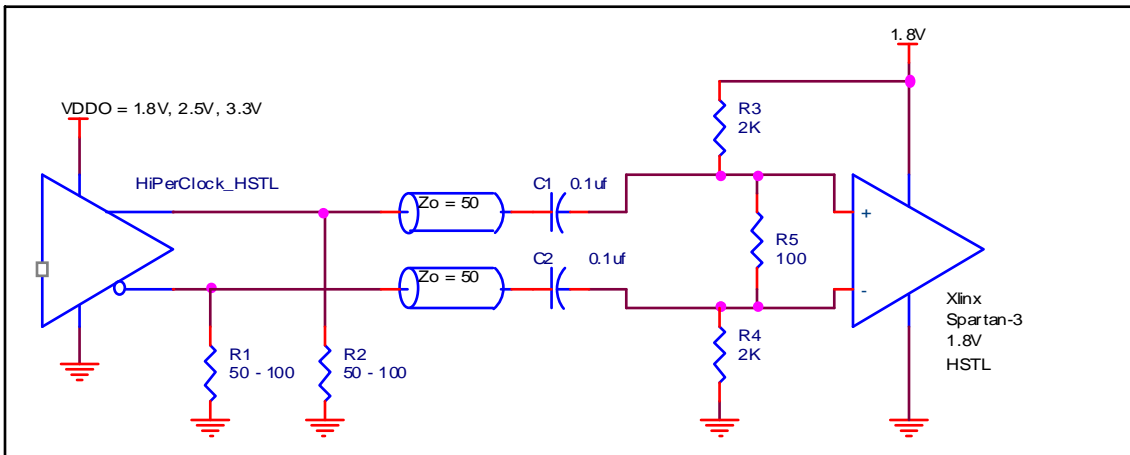 1.8V
VDDO = 1.8V, 2.5V, 3.3V
R3
2K
HiPerClock_HSTL
Zo = 50
C1
0.1uf
+
R5
100
Zo = 50
C2
0.1uf
-
R1
50 - 100
R2
50 - 100
R4
2K
Xlinx
Spartan-3
1.8V
HSTL